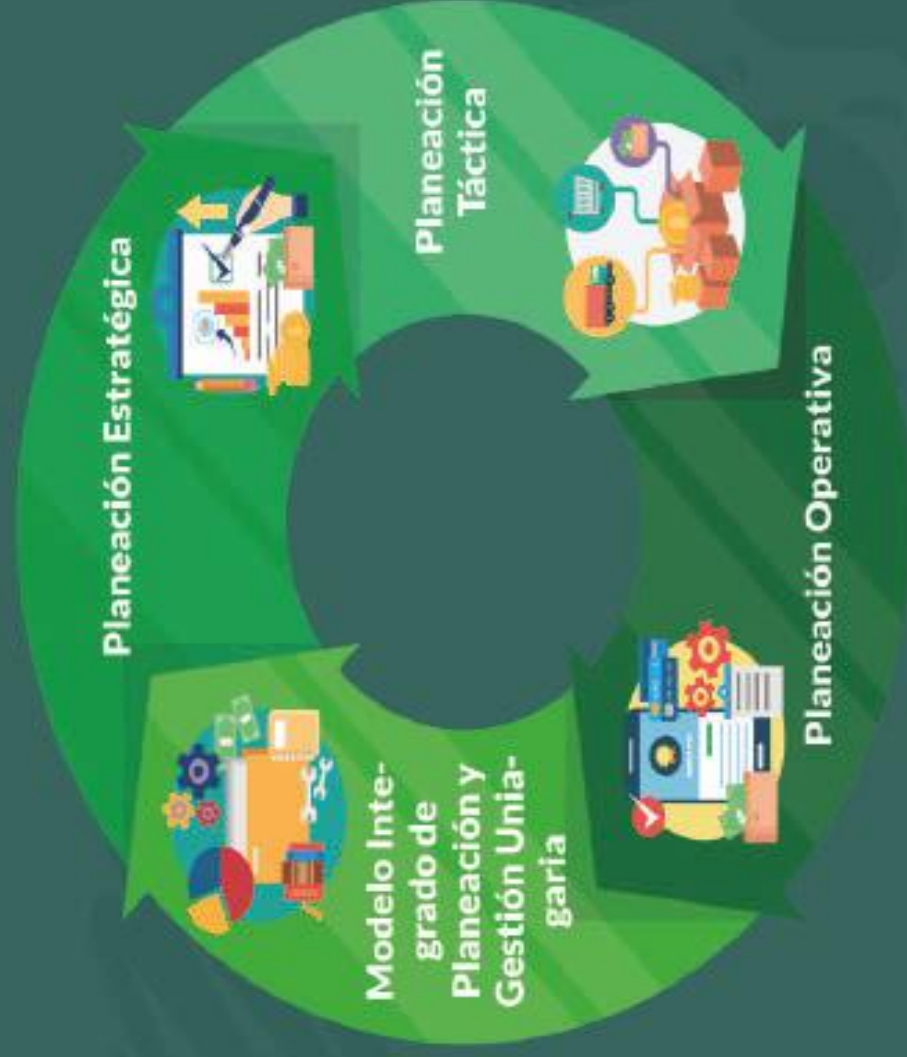 Planeación Estratégica
Planeación
Táctica
Planeación Operativa
Modelo Inte-
grado de
Planeación y
Gestión Unia-
garia